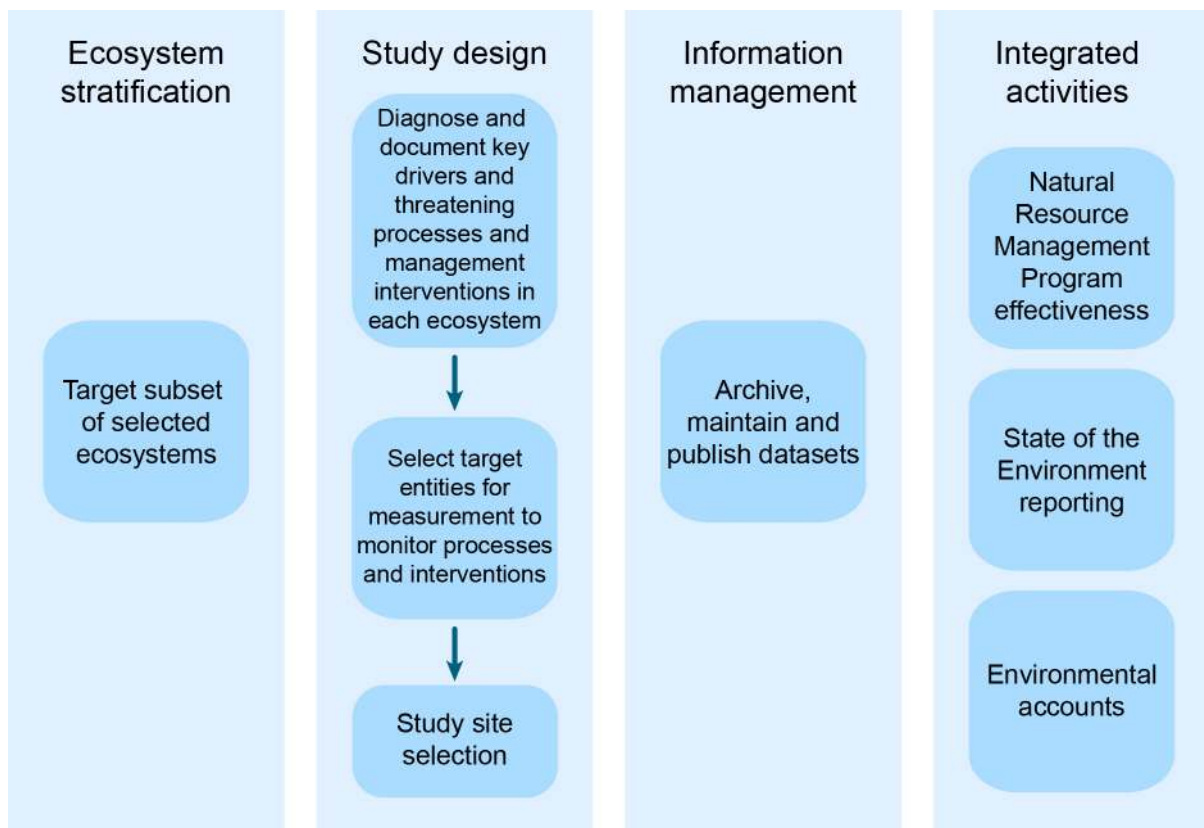 Ecosystem
stratification
Target subset
of selected
ecosystems
Study design
Diagnose and
document key
drivers and
threatening
processes and
management
interventions in
each ecosystem
Select target
entities for
measurement to
monitor processes
and interventions
Study site
selection
Information
management
Archive,
maintain and
publish datasets
Integrated
activities
Natural
Resource
Management
Program
effectiveness
State of the
Environment
reporting
Environmental
accounts